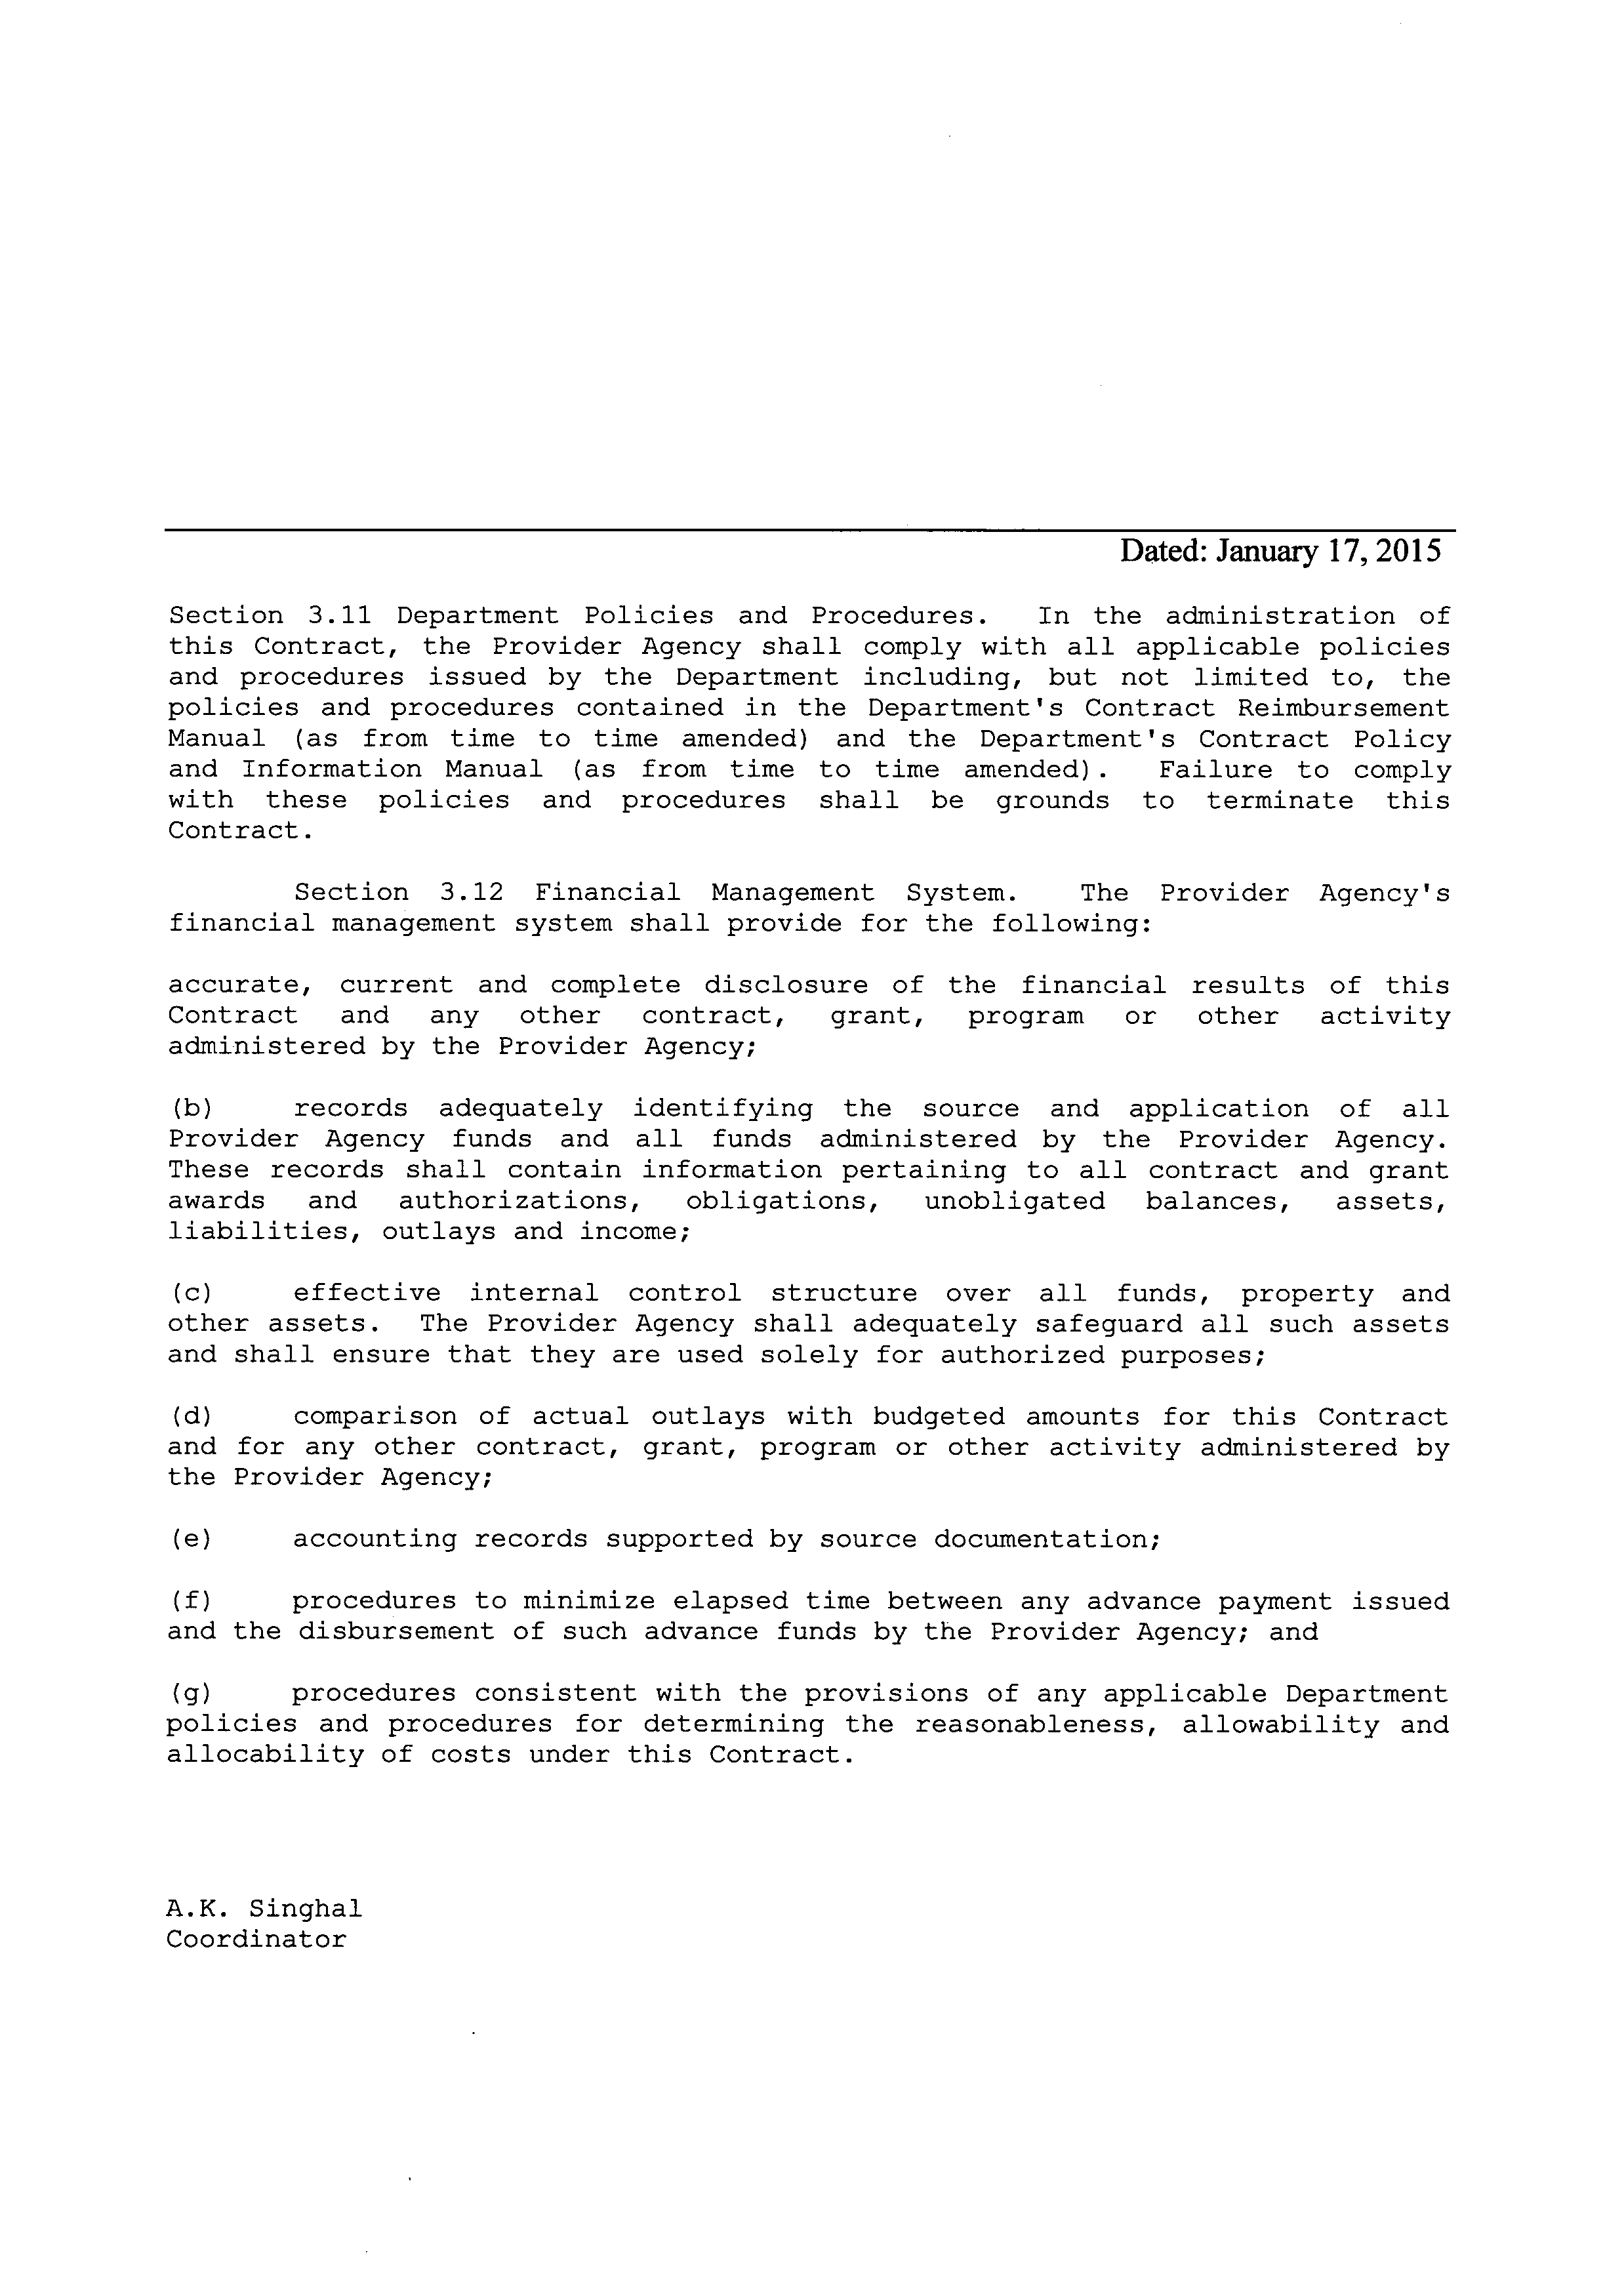 Dated: January 17, 2015
Section 3.11 Department Policies and Procedures. In the administration of
this Contract, the Provider Agency shall comply with all applicable policies
and procedures issued by the Department including, but not limited to, the
policies and procedures contained in the Department's Contract Reimbursement
Manual (as from time to time amended) and the Department's Contract Policy
and Information Manual (as from time to time amended). Failure to comply
with these policies and procedures shall be grounds to terminate this
Contract.
Section 3.12 Financial Management System. The Provider Agency's
financial management system shall provide for the following:
accurate, current and complete disclosure of the financial results of this
Contract and any other contract, grant, program or other activity
administered by the Provider Agency;
(b) records adequately identifying the source and application of all
Provider Agency funds and all funds administered by the Provider Agency.
These records shall contain information pertaining to all contract and grant
awards and authorizations, obligations, unobligated balances, assets,
liabilities, outlays and income;
(c) effective internal control structure over all funds, property and
other assets. The Provider Agency shall adequately safeguard all such assets
and shall ensure that they are used solely for authorized purposes;
(d) comparison of actual outlays with budgeted amounts for this Contract
and for any other contract, grant, program or other activity administered by
the Provider Agency;
(e) accounting records supported by source documentation;
(f) procedures to minimize elapsed time between any advance payment issued
and the disbursement of such advance funds by the Provider Agency; and
(g) procedures consistent with the provisions of any applicable Department
policies and procedures for determining the reasonableness, allowability and
allocability of costs under this Contract.
A.K. Singhal
Coordinator